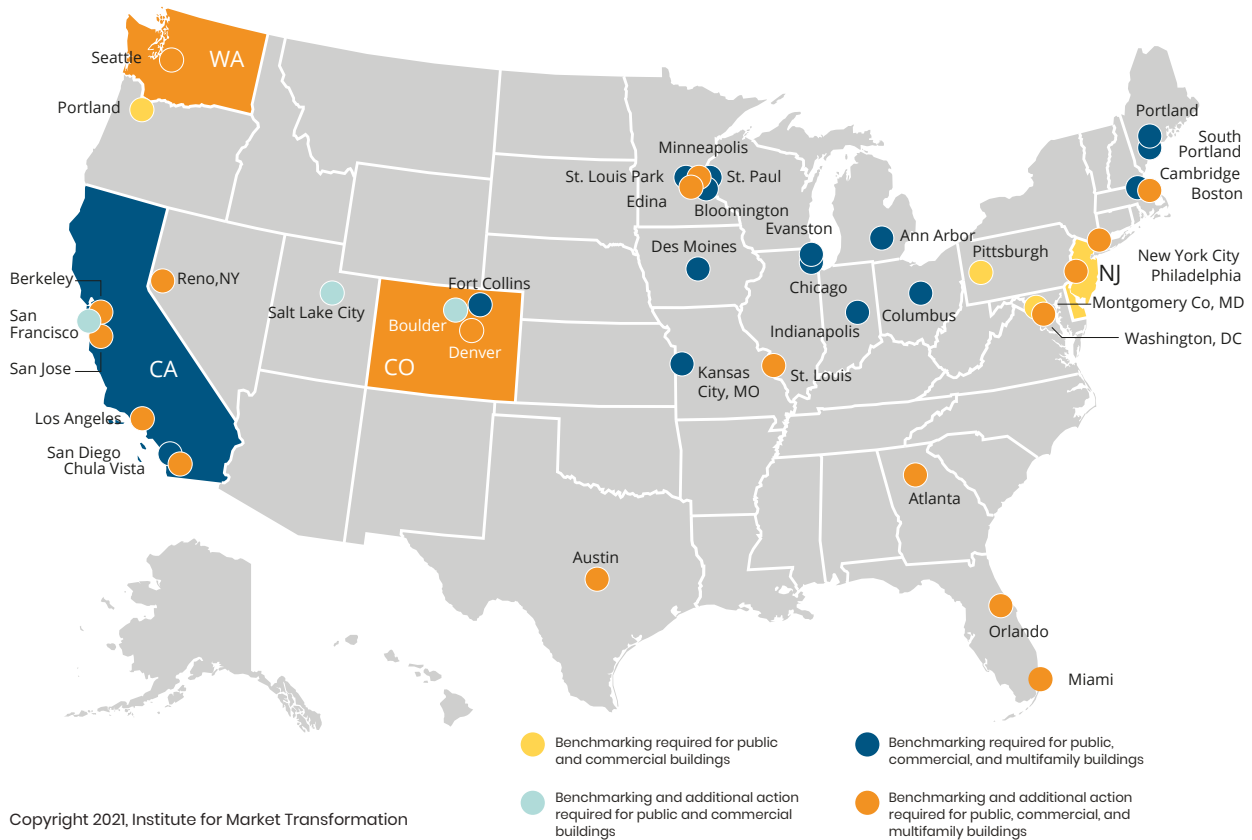 Seattle
WA
Portland
Berkeley
San
Francisco
San Jose
CA
Los Angeles
San Diego
Chula Vista
Reno,NY
Salt Lake City
Fort Collins
Boulder
Denver
CO
Minneapolis
St. Louis Park
St. Paul
Edina
Bloomington
Evanston
Des Moines
Chicago
Ann Arbor
Indianapolis
Columbus
Kansas
City, MO
St. Louis
Pittsburgh
Portland
South
Portland
Cambridge
Boston
New York City
Philadelphia
NJ
Montgomery Co, MD
Washington, DC
Atlanta
Austin
Orlando
Miami
Benchmarking required for public
and commercial buildings
Benchmarking required for public,
commercial, and multifamily buildings
Benchmarking and additional action
required for public and commercial
buildings
Benchmarking and additional action
required for public, commercial, and
multifamily buildings
Copyright 2021, Institute for Market Transformation